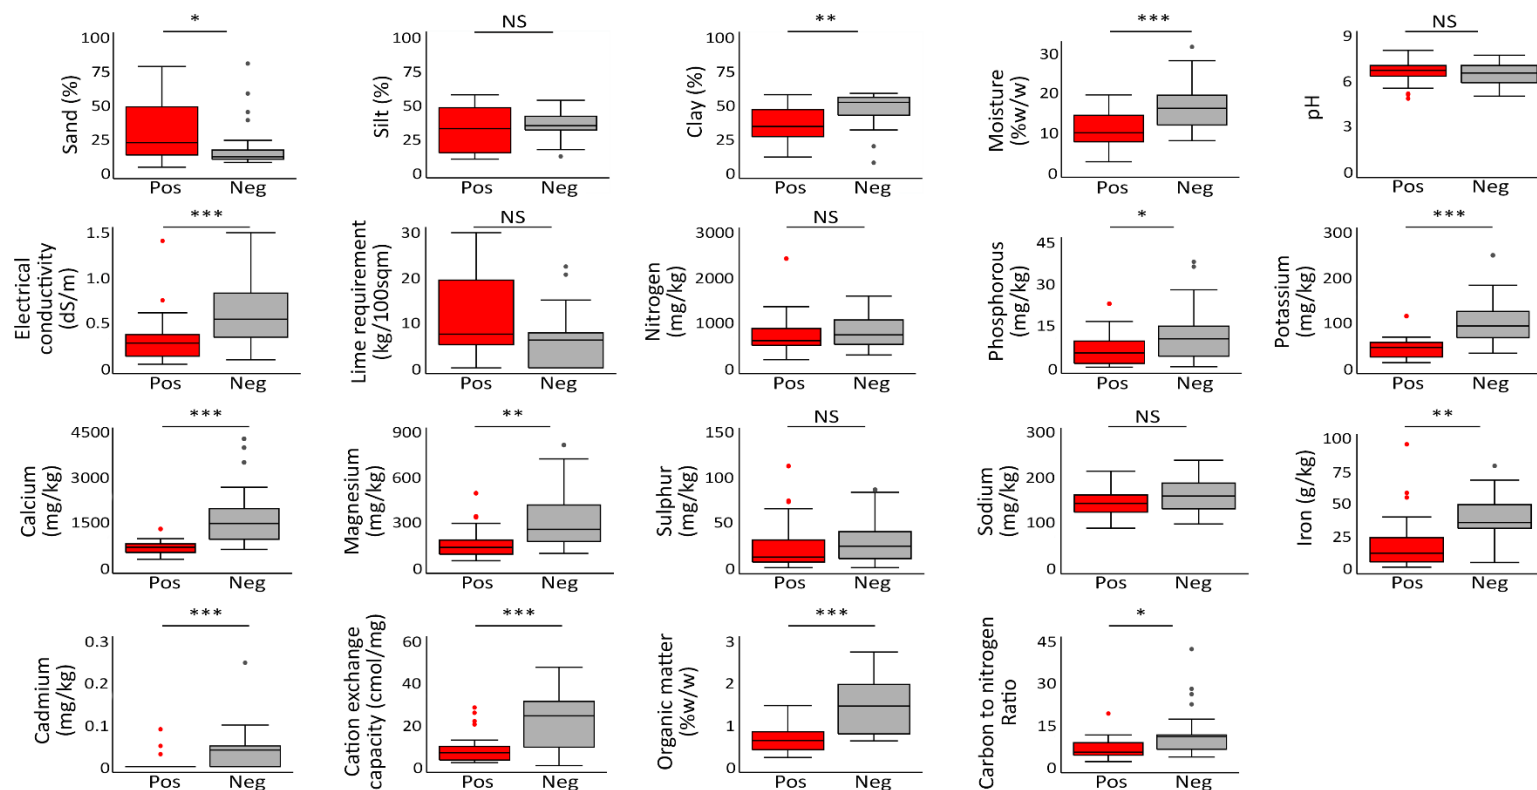 *
Sand (%)
100
75
50
25
0
Pos Neg
NS
Silt (%)
100
75
50
25
0
Pos Neg
**
Clay (%)
100
75
50
25
0
Pos Neg
***
Moisture
(%w/w)
30
20
10
0
Pos Neg
NS
pH
9
6
3
0
Pos Neg
***
Electrical
conductivity
(dS/m)
1.5
1.0
0.5
0
Pos Neg
NS
Lime requirement
(kg/100sqm)
30
20
10
0
Pos Neg
NS
Nitrogen
(mg/kg)
3000
2000
1000
0
Pos Neg
*
Phosphorous
(mg/kg)
45
30
15
0
Pos Neg
***
Potassium
(mg/kg)
300
200
100
0
Pos Neg
***
Calcium
(mg/kg)
4500
3000
1500
0
Pos Neg
**
Magnesium
(mg/kg)
900
600
300
0
Pos Neg
NS
Sulphur
(mg/kg)
150
100
50
0
Pos Neg
NS
Sodium
(mg/kg)
300
200
100
0
Pos Neg
**
Iron (g/kg)
100
75
50
25
0
Pos Neg
***
Cadmium
(mg/kg)
0.3
0.2
0.1
0
Pos Neg
***
Cation exchange
capacity (cmol/mg)
60
40
20
0
Pos Neg
***
Organic matter
(%w/w)
3
2
1
0
Pos Neg
*
Carbon to nitrogen
Ratio
45
30
15
0
Pos Neg